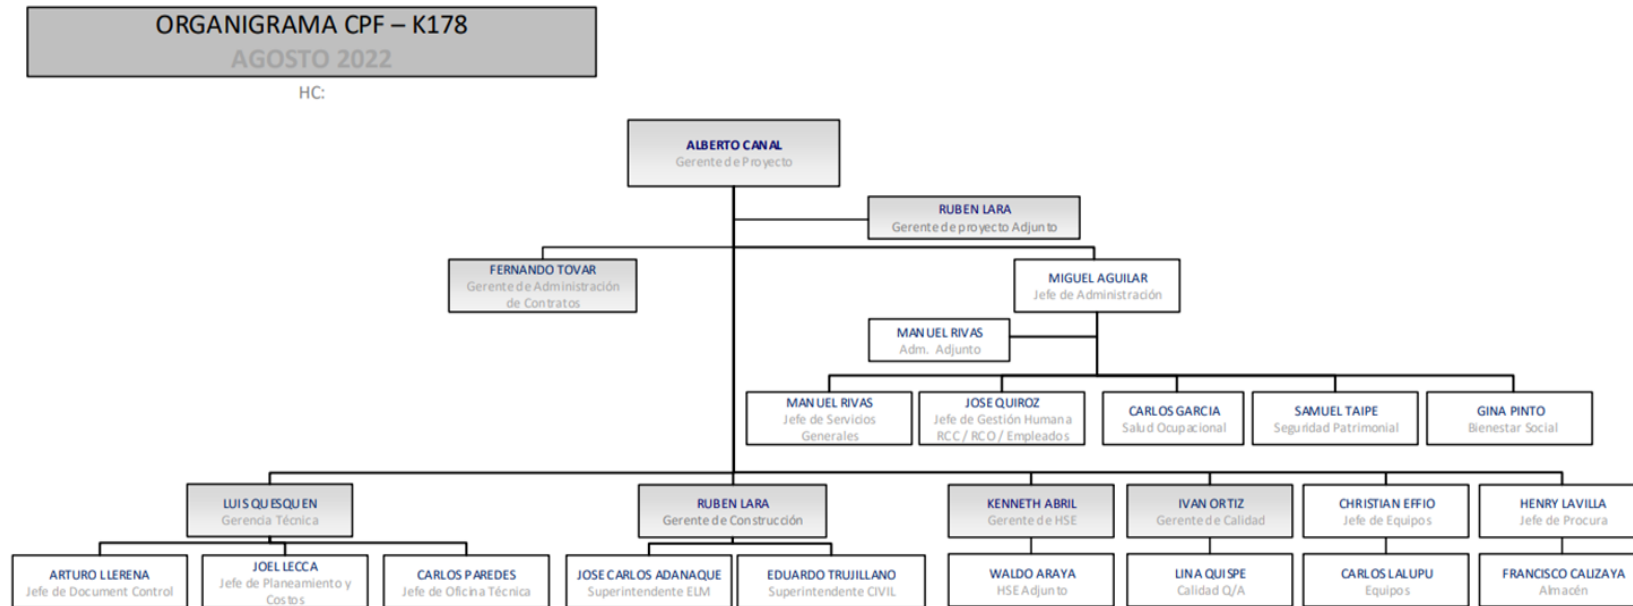 ORGANIGRAMA CPF – K178
AGOSTO 2022
HC:
ALBERTO CANAL
Gerente de Proyecto
RUBEN LARA
Gerente de proyecto Adjunto
FERNANDO TOVAR
Gerente de Administración
de Contratos
MIGUEL AGUILAR
Jefe de Administración
MANUEL RIVAS
Adm. Adjunto
MANUEL RIVAS
Jefe de Servicios
Generales
JOSE QUIROZ
Jefe de Gestión Humana
RCC / RCO / Empleados
CARLOS GARCIA
Salud Ocupacional
SAMUEL TAIPE
Seguridad Patrimonial
GINA PINTO
Bienestar Social
LUIS QUESQUEN
Gerencia Técnica
RUBEN LARA
Gerente de Construcción
KENNETH ABRIL
Gerente de HSE
IVAN ORTIZ
Gerente de Calidad
CHRISTIAN EFFIO
Jefe de Equipos
HENRY LAVILLA
Jefe de Procura
ARTURO LLERENA
Jefe de Document Control
JOEL LECCA
Jefe de Planeamiento y
Costos
CARLOS PAREDES
Jefe de Oficina Técnica
JOSE CARLOS ADANAQUE
Superintendente ELM
EDUARDO TRUJILLANO
Superintendente CIVIL
WALDO ARAYA
HSE Adjunto
LINA QUISPE
Calidad Q/A
CARLOS LALUPU
Equipos
FRANCISCO CALIZAYA
Almacén